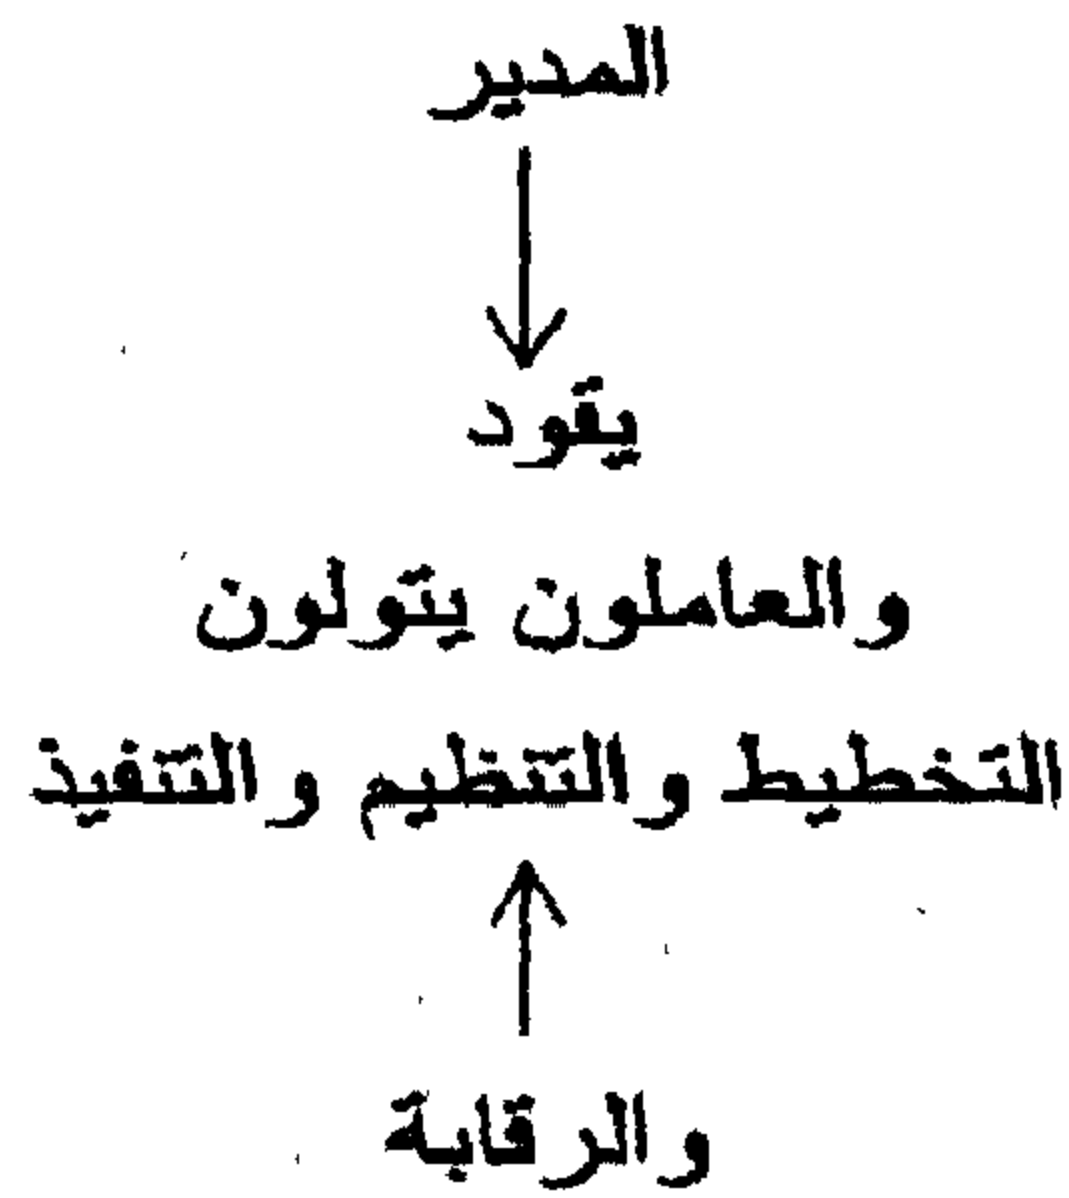 المدير
يقود
والعاملون يتولون
التخطيط والتنظيم والتنفيذ
والرقابة